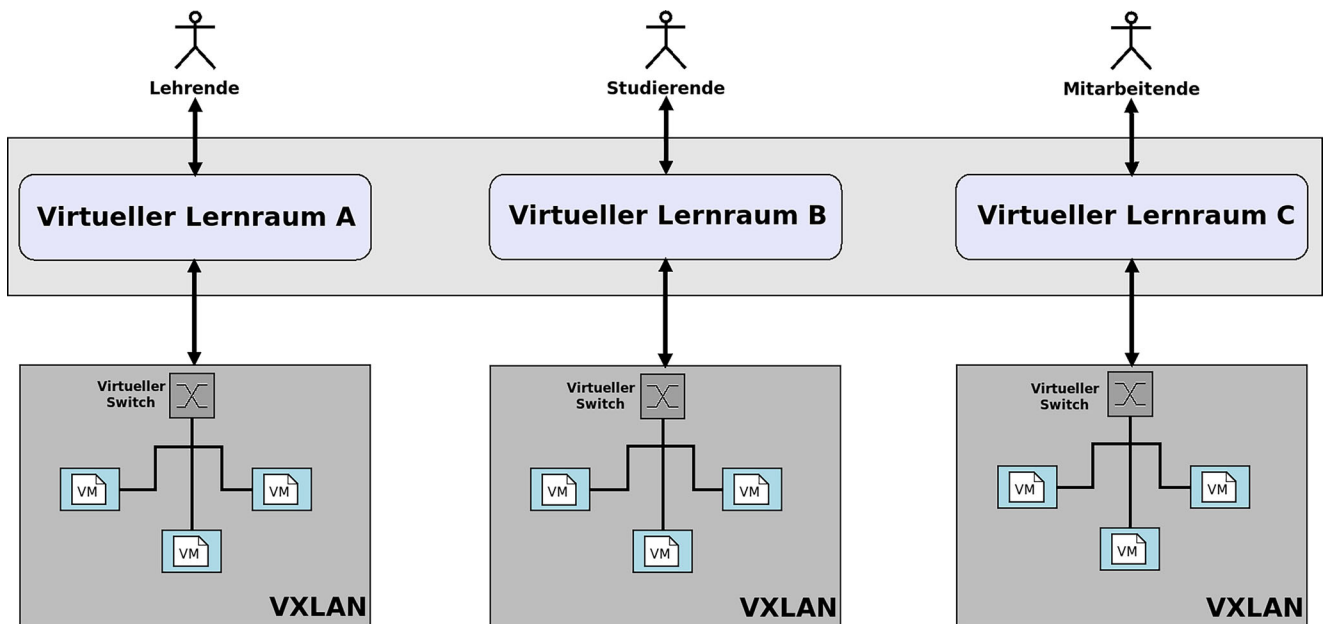 Lehrende
Studierende
Mitarbeitende
Virtueller Lernraum A
Virtueller Lernraum B
Virtueller Lernraum C
Virtueller
Switch
VM
VM
VM
VXLAN
Virtueller
Switch
VM
VM
VM
VXLAN
Virtueller
Switch
VM
VM
VM
VXLAN